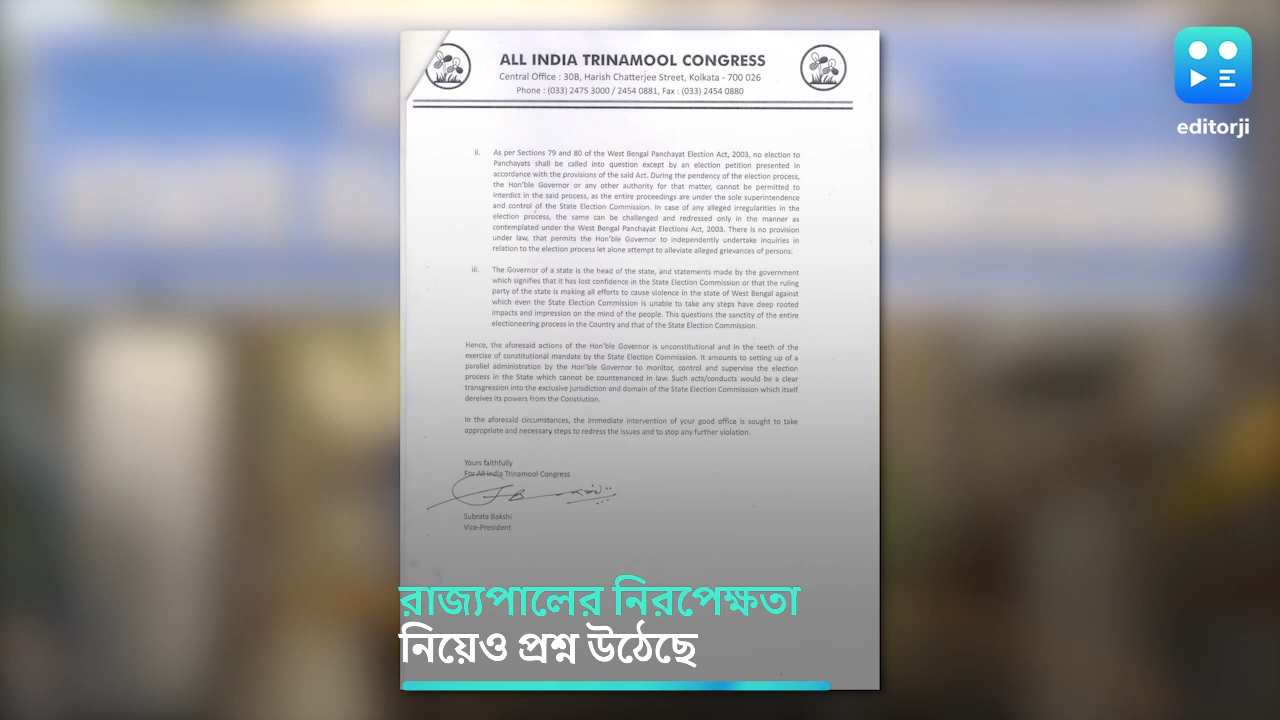 ALL INDIA TRINAMOOL CONGRESS
Central Office : 30B, Harish Chatterjee Street, Kolkata - 700 026
Phone : (033) 2475 3000 / 2454 0881, Fax : (033) 2454 0880
editorji
ii. As per Sections 79 and 80 of the West Bengal Panchayat Election Act, 2003, no election to
Panchayats shall be called into question except by an election petition presented in
accordance with the provisions of the said Act. During the pendency of the election process,
the Hon'ble Governor or any other authority for that matter, cannot be permitted to
interdict in the said process, as the entire proceedings are under the sole superintendence
and control of the State Election Commission. In case of any alleged irregularities in the
election process, the same can be challenged and redressed only in the manner as
contemplated under the West Bengal Panchayat Elections Act, 2003. There is no provision
under law, that permits the Hon'ble Governor to independently undertake inquiries in
relation to the election process let alone attempt to alleviate alleged grievances of persons.
iii. The Governor of a state is the head of the state, and statements made by the government
which signifies that it has lost confidence in the State Election Commission or that the ruling
party of the state is making all efforts to cause violence in the state of West Bengal against
which even the State Election Commission is unable to take any steps have deep rooted
impacts and impression on the mind of the people. This questions the sanctity of the entire
electioneering process in the Country and that of the State Election Commission.
Hence, the aforesaid actions of the Hon'ble Governor is unconstitutional and in the teeth of the
exercise of constitutional mandate by the State Election Commission. It amounts to setting up of a
parallel administration by the Hon'ble Governor to monitor, control and supervise the election
process in the State which cannot be countenanced in law. Such acts/conducts would be a clear
transgression into the exclusive jurisdiction and domain of the State Election Commission which itself
dereives its powers from the Constiution.
In the aforesaid circumstances, the immediate intervention of your good office is sought to take
appropriate and necessary steps to redress the issues and to stop any further violation.
Yours faithfully
For All India Trinamool Congress
Subrata Bakshi
Vice-President
রাজ্যপালের নিরপেক্ষতা
নিয়েও প্রশ্ন উঠেছে